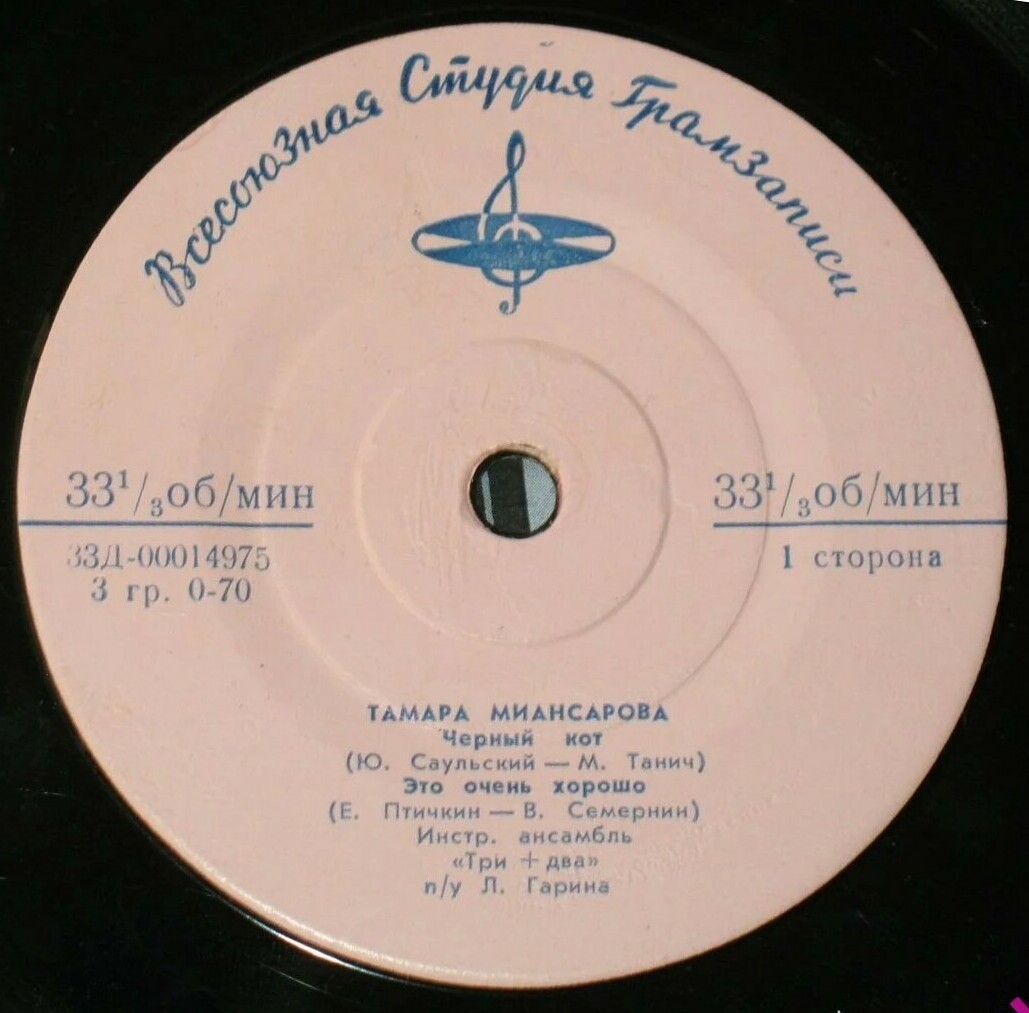 Всесоюзная Студия Грамзаписи
33¹/₃об/мин
33¹/₃об/мин
33Д-00014975
1 сторона
3 гр. 0-70
ТАМАРА МИАНСАРОВА
Черный кот
(Ю. Саульский — М. Танич)
Это очень хорошо
(Е. Птичкин — В. Семернин)
Инстр. ансамбль
«Три + два»
п/у Л. Гарина